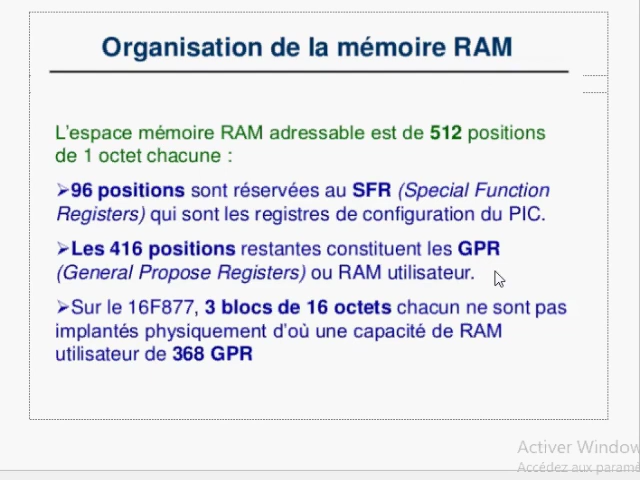 Organisation de la mémoire RAM
L'espace mémoire RAM adressable est de 512 positions
de 1 octet chacune :
➢96 positions sont réservées au SFR (Special Function
Registers) qui sont les registres de configuration du PIC.
➢Les 416 positions restantes constituent les GPR
(General Propose Registers) ou RAM utilisateur.
➢Sur le 16F877, 3 blocs de 16 octets chacun ne sont pas
implantés physiquement d'où une capacité de RAM
utilisateur de 368 GPR
Activer Window
Accédez aux paramè